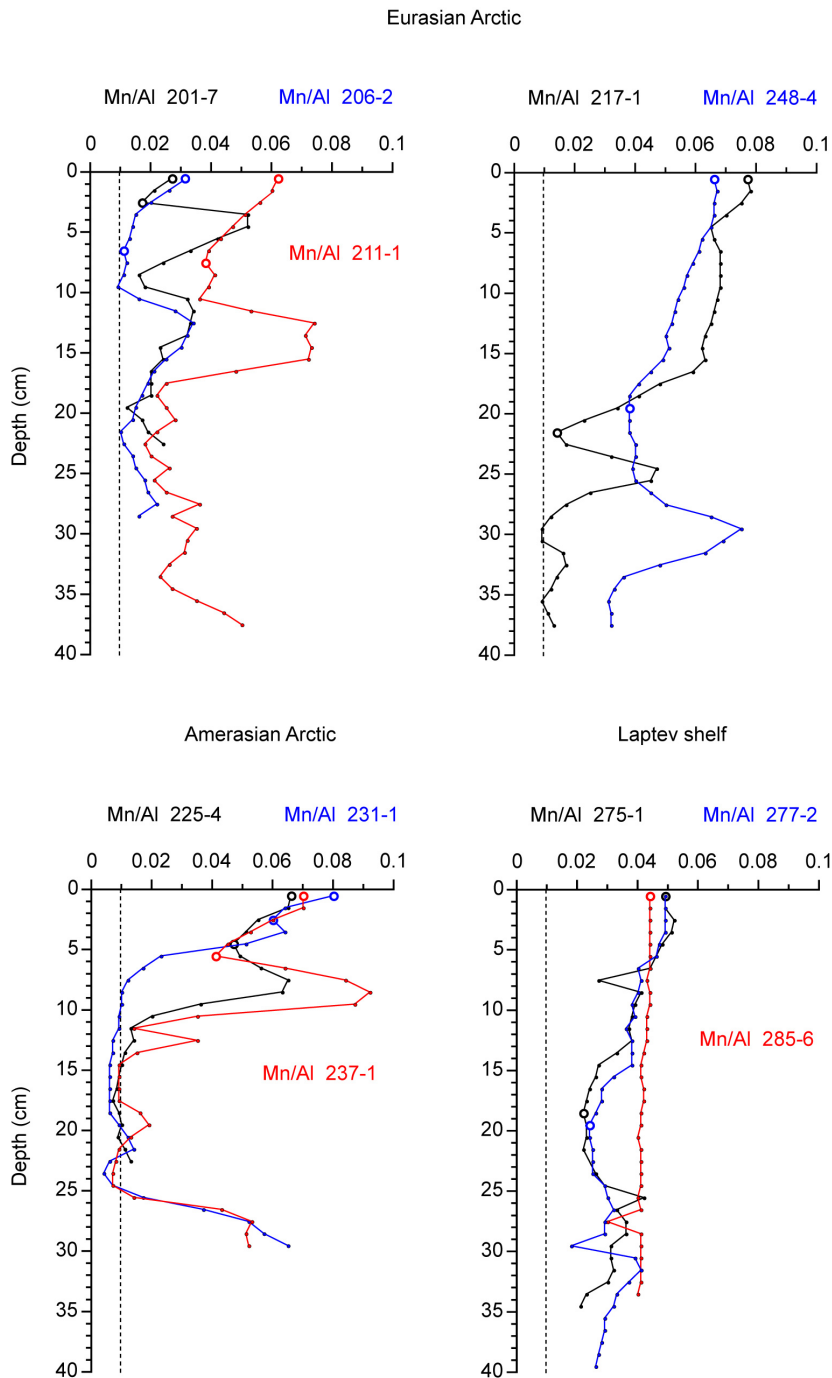 Eurasian Arctic
Mn/Al 201-7 Mn/Al 206-2
0 0.02 0.04 0.06 0.08 0.1
0
5
10
15
20
25
30
35
40
Depth (cm)
Mn/Al 211-1
Mn/Al 217-1 Mn/Al 248-4
0 0.02 0.04 0.06 0.08 0.1
0
5
10
15
20
25
30
35
40
Amerasian Arctic
Mn/Al 225-4 Mn/Al 231-1
0 0.02 0.04 0.06 0.08 0.1
0
5
10
15
20
25
30
35
40
Depth (cm)
Mn/Al 237-1
Laptev shelf
Mn/Al 275-1 Mn/Al 277-2
0 0.02 0.04 0.06 0.08 0.1
0
5
10
15
20
25
30
35
40
Mn/Al 285-6